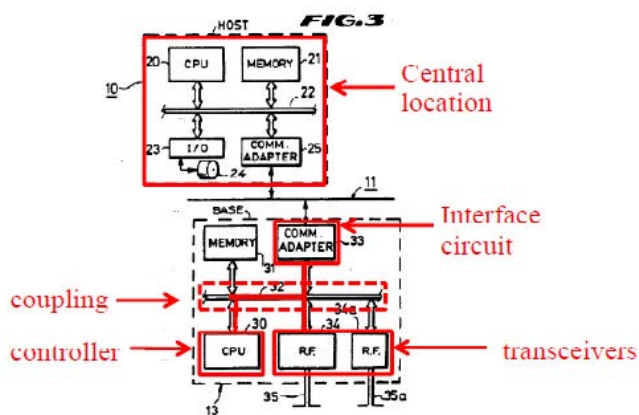 FIG.3
HOST
20
CPU
MEMORY
21
10
22
Central
location
23
I/O
COMM.
ADAPTER
25
24
11
BASE
MEMORY
31
COMM.
ADAPTER
33
Interface
circuit
32
34a
coupling
30
34
controller
CPU
R.F.
R.F.
transceivers
13
35
35a